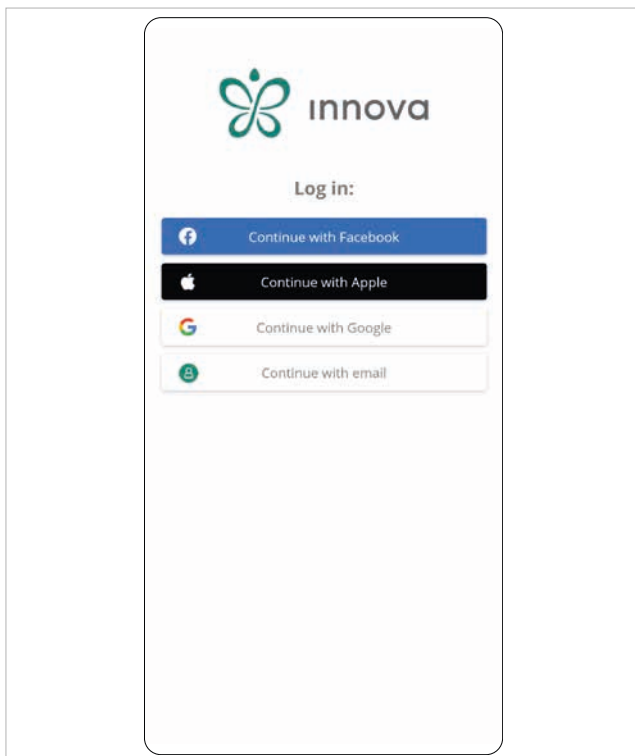 innova
Log in:
Continue with Facebook
Continue with Apple
Continue with Google
Continue with email